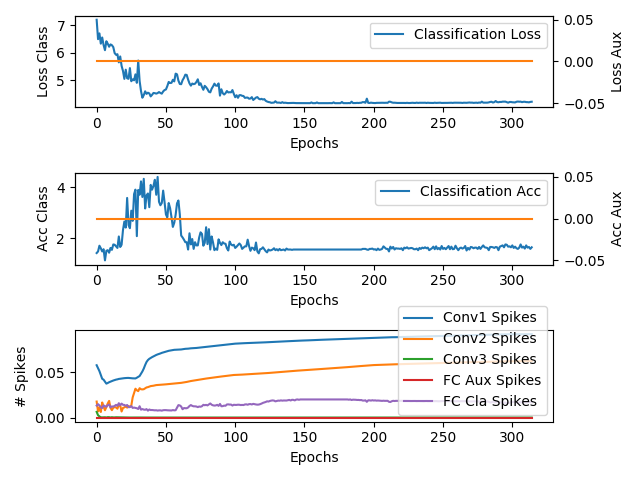 7
6
5
Loss Class
Classification Loss
0.05
0.00
−0.05
Loss Aux
0 50 100 150 200 250 300
Epochs
4
2
Acc Class
Classification Acc
0.05
0.00
−0.05
Acc Aux
0 50 100 150 200 250 300
Epochs
0.05
0.00
# Spikes
Conv1 Spikes
Conv2 Spikes
Conv3 Spikes
FC Aux Spikes
FC Cla Spikes
0 50 100 150 200 250 300
Epochs